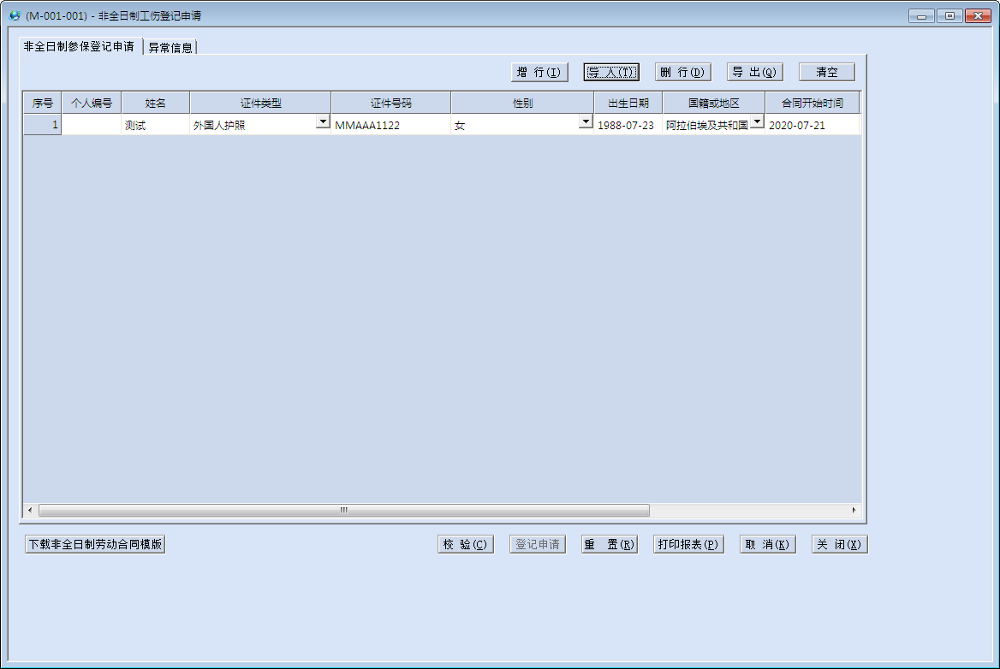 (M-001-001) - 非全日制工伤登记申请
非全日制参保登记申请 异常信息
增 行(I) 导 入(T) 删 行(D) 导 出(Q) 清空
序号 个人编号 姓名 证件类型 证件号码 性别 出生日期 国籍或地区 合同开始时间
1 测试 外国人护照 MMAAA1122 女 1988-07-23 阿拉伯埃及共和国 2020-07-21
下载非全日制劳动合同模版 校 验(C) 登记申请 重 置(R) 打印报表(P) 取 消(K) 关 闭(X)